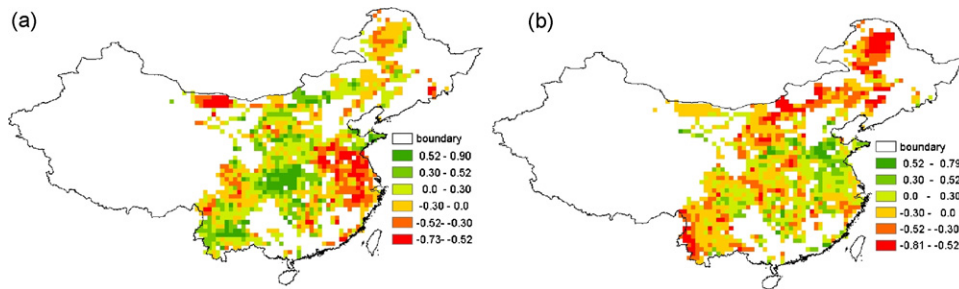 (a)
boundary
0.52 - 0.90
0.30 - 0.52
0.0 - 0.30
-0.30 - 0.0
-0.52 - -0.30
-0.73 - -0.52
(b)
boundary
0.52 - 0.79
0.30 - 0.52
0.0 - 0.30
-0.30 - 0.0
-0.52 - -0.30
-0.81 - -0.52